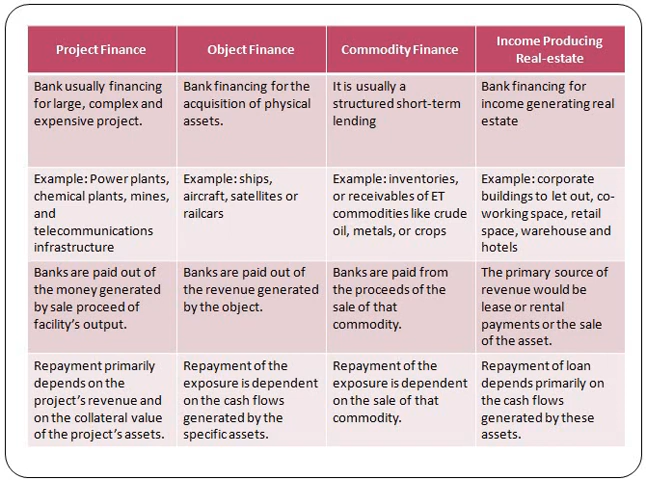 Project Finance
Object Finance
Commodity Finance
Income Producing
Real-estate
Bank usually financing
for large, complex and
expensive project.
Bank financing for the
acquisition of physical
assets.
It is usually a
structured short-term
lending
Bank financing for
income generating real
estate
Example: Power plants,
chemical plants, mines,
and
telecommunications
infrastructure
Example: ships,
aircraft, satellites or
railcars
Example: inventories,
or receivables of ET
commodities like crude
oil, metals, or crops
Example: corporate
buildings to let out, co-
working space, retail
space, warehouse and
hotels
Banks are paid out of
the money generated
by sale proceed of
facility's output.
Banks are paid out of
the revenue generated
by the object.
Banks are paid from
the proceeds of the
sale of that
commodity.
The primary source of
revenue would be
lease or rental
payments or the sale
of the asset.
Repayment primarily
depends on the
project's revenue and
on the collateral value
of the project's assets.
Repayment of the
exposure is dependent
on the cash flows
generated by the
specific assets.
Repayment of the
exposure is dependent
on the sale of that
commodity.
Repayment of loan
depends primarily on
the cash flows
generated by these
assets.